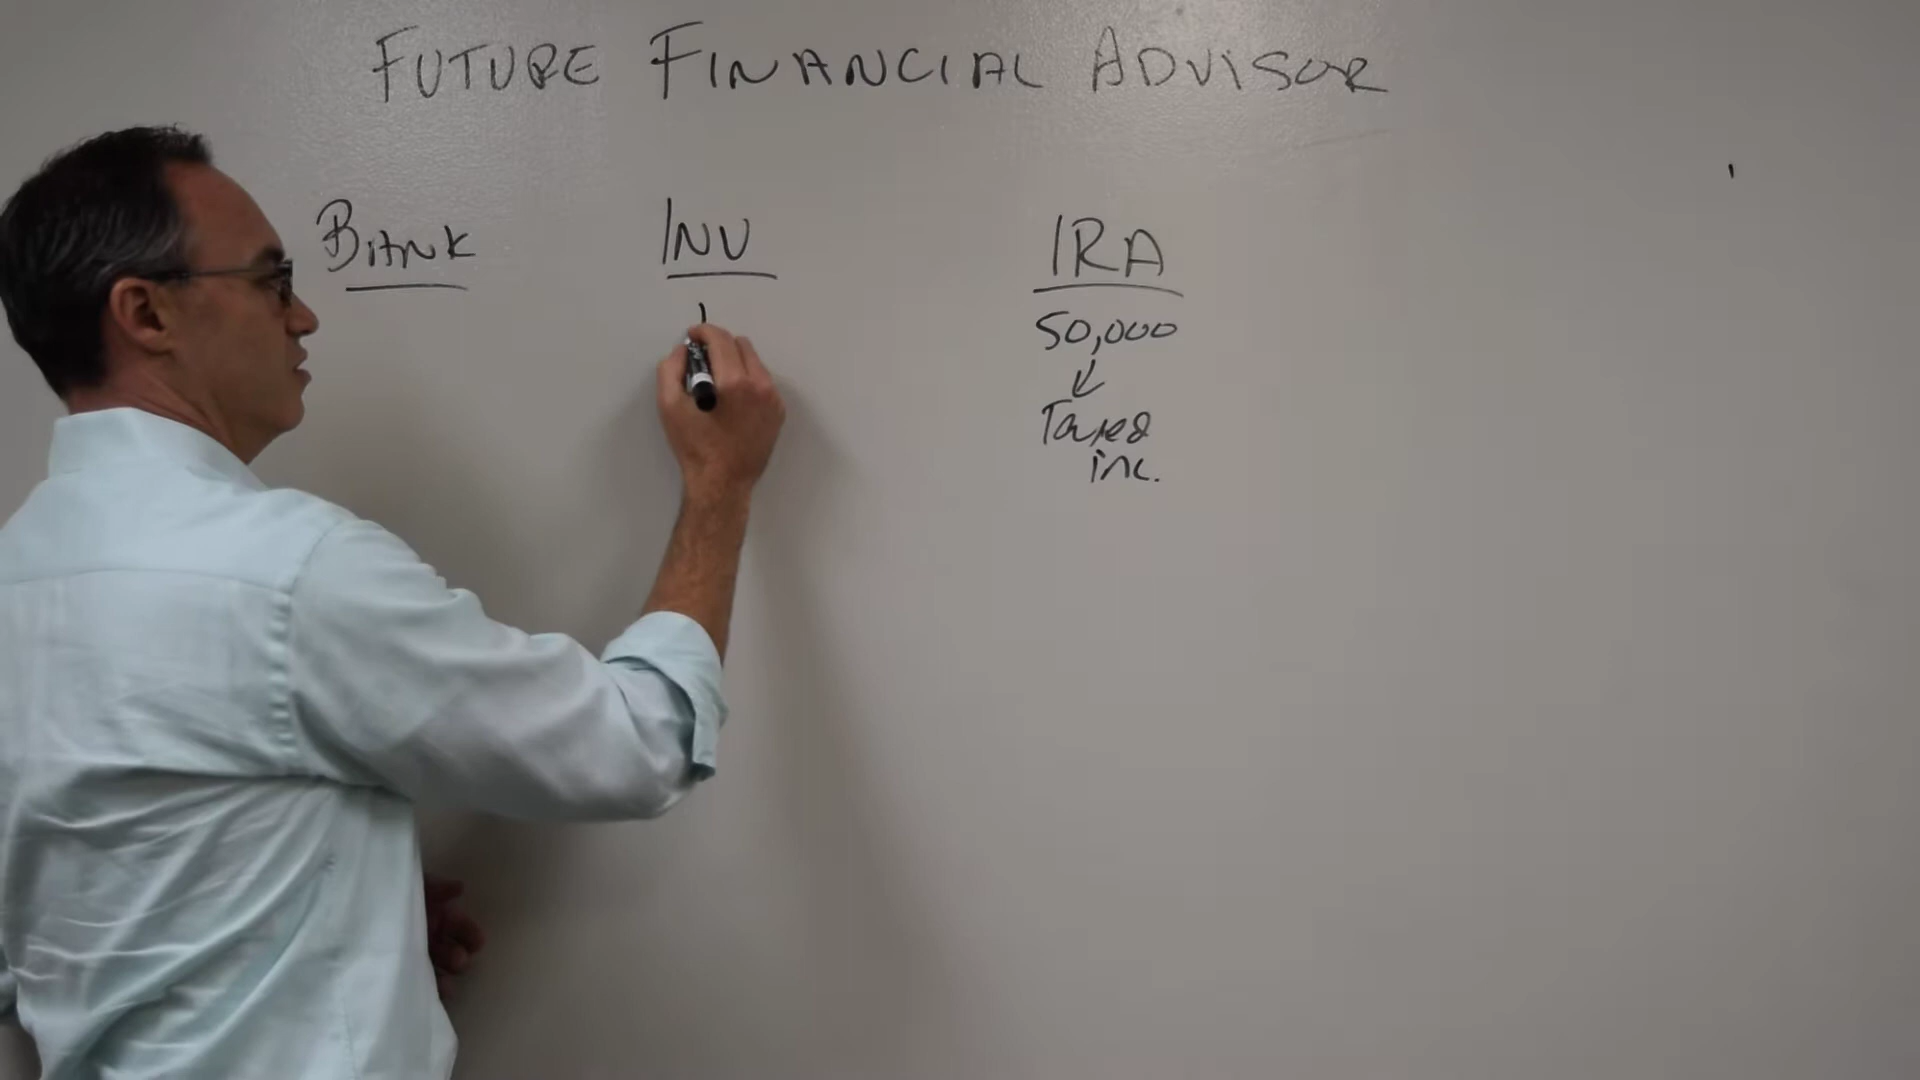 FUTURE FINANCIAL ADVISOR
BANK INV IRA
50,000
Taxed
inc.